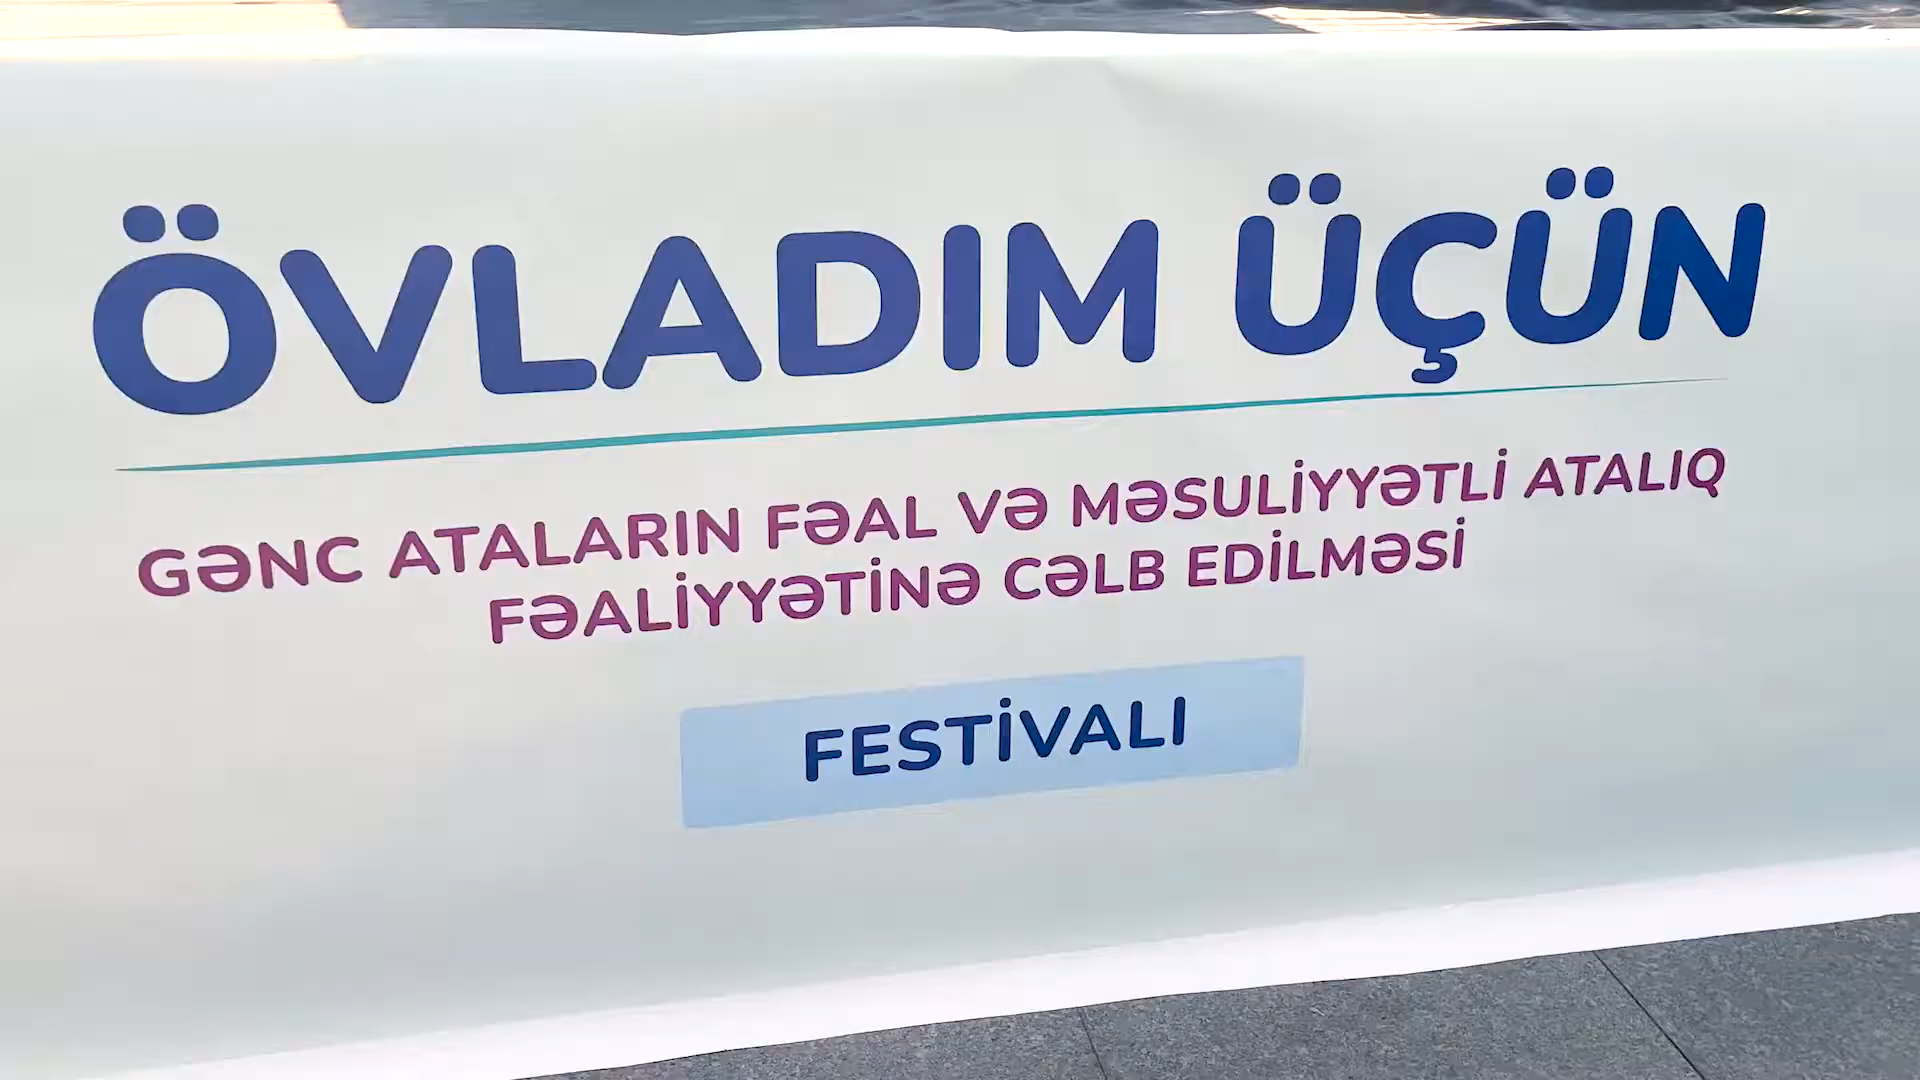 ÖVLADIM ÜÇÜN
GƏNC ATALARIN FƏAL VƏ MƏSULİYYƏTLİ ATALIQ
FƏALİYYƏTİNƏ CƏLB EDİLMƏSİ
FESTİVALI